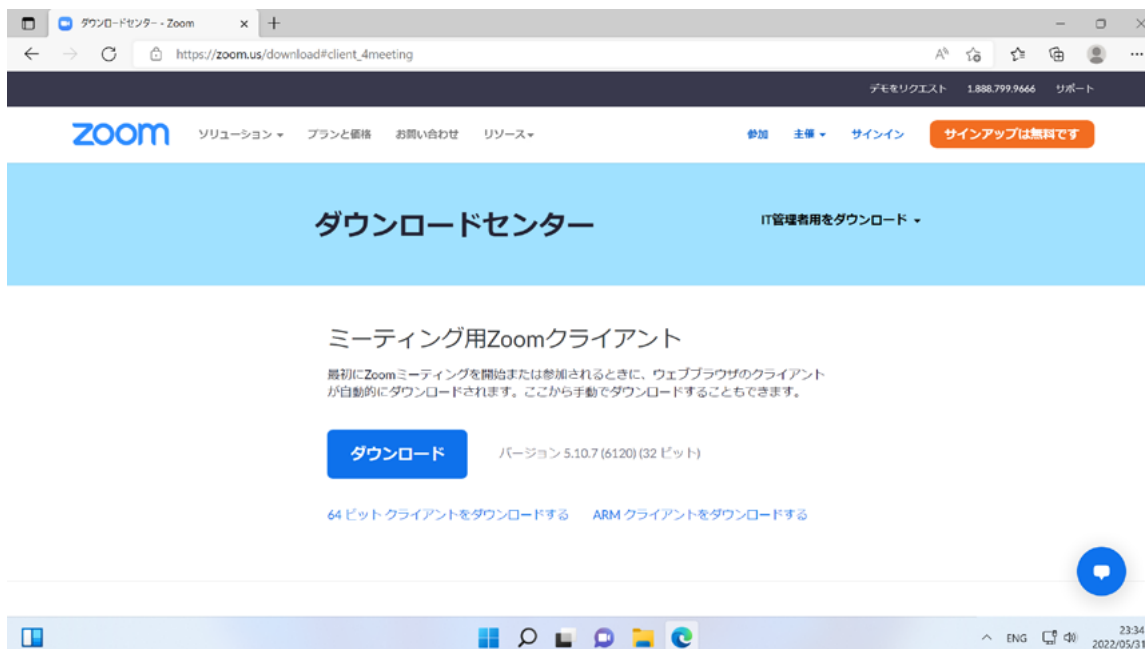 ダウンロードセンター - Zoom
https://zoom.us/download#client_4meeting
デモをリクエスト 1.888.799.9666 サポート
zoom ソリューション プランと価格 お問い合わせ リソース 参加 主催 サインイン サインアップは無料です
ダウンロードセンター IT管理者用をダウンロード
ミーティング用Zoomクライアント
最初にZoomミーティングを開始または参加されるときに、ウェブブラウザのクライアント
が自動的にダウンロードされます。ここから手動でダウンロードすることもできます。
ダウンロード バージョン 5.10.7 (6120) (32 ビット)
64 ビット クライアントをダウンロードする ARM クライアントをダウンロードする
ENG 23:34
2022/05/31